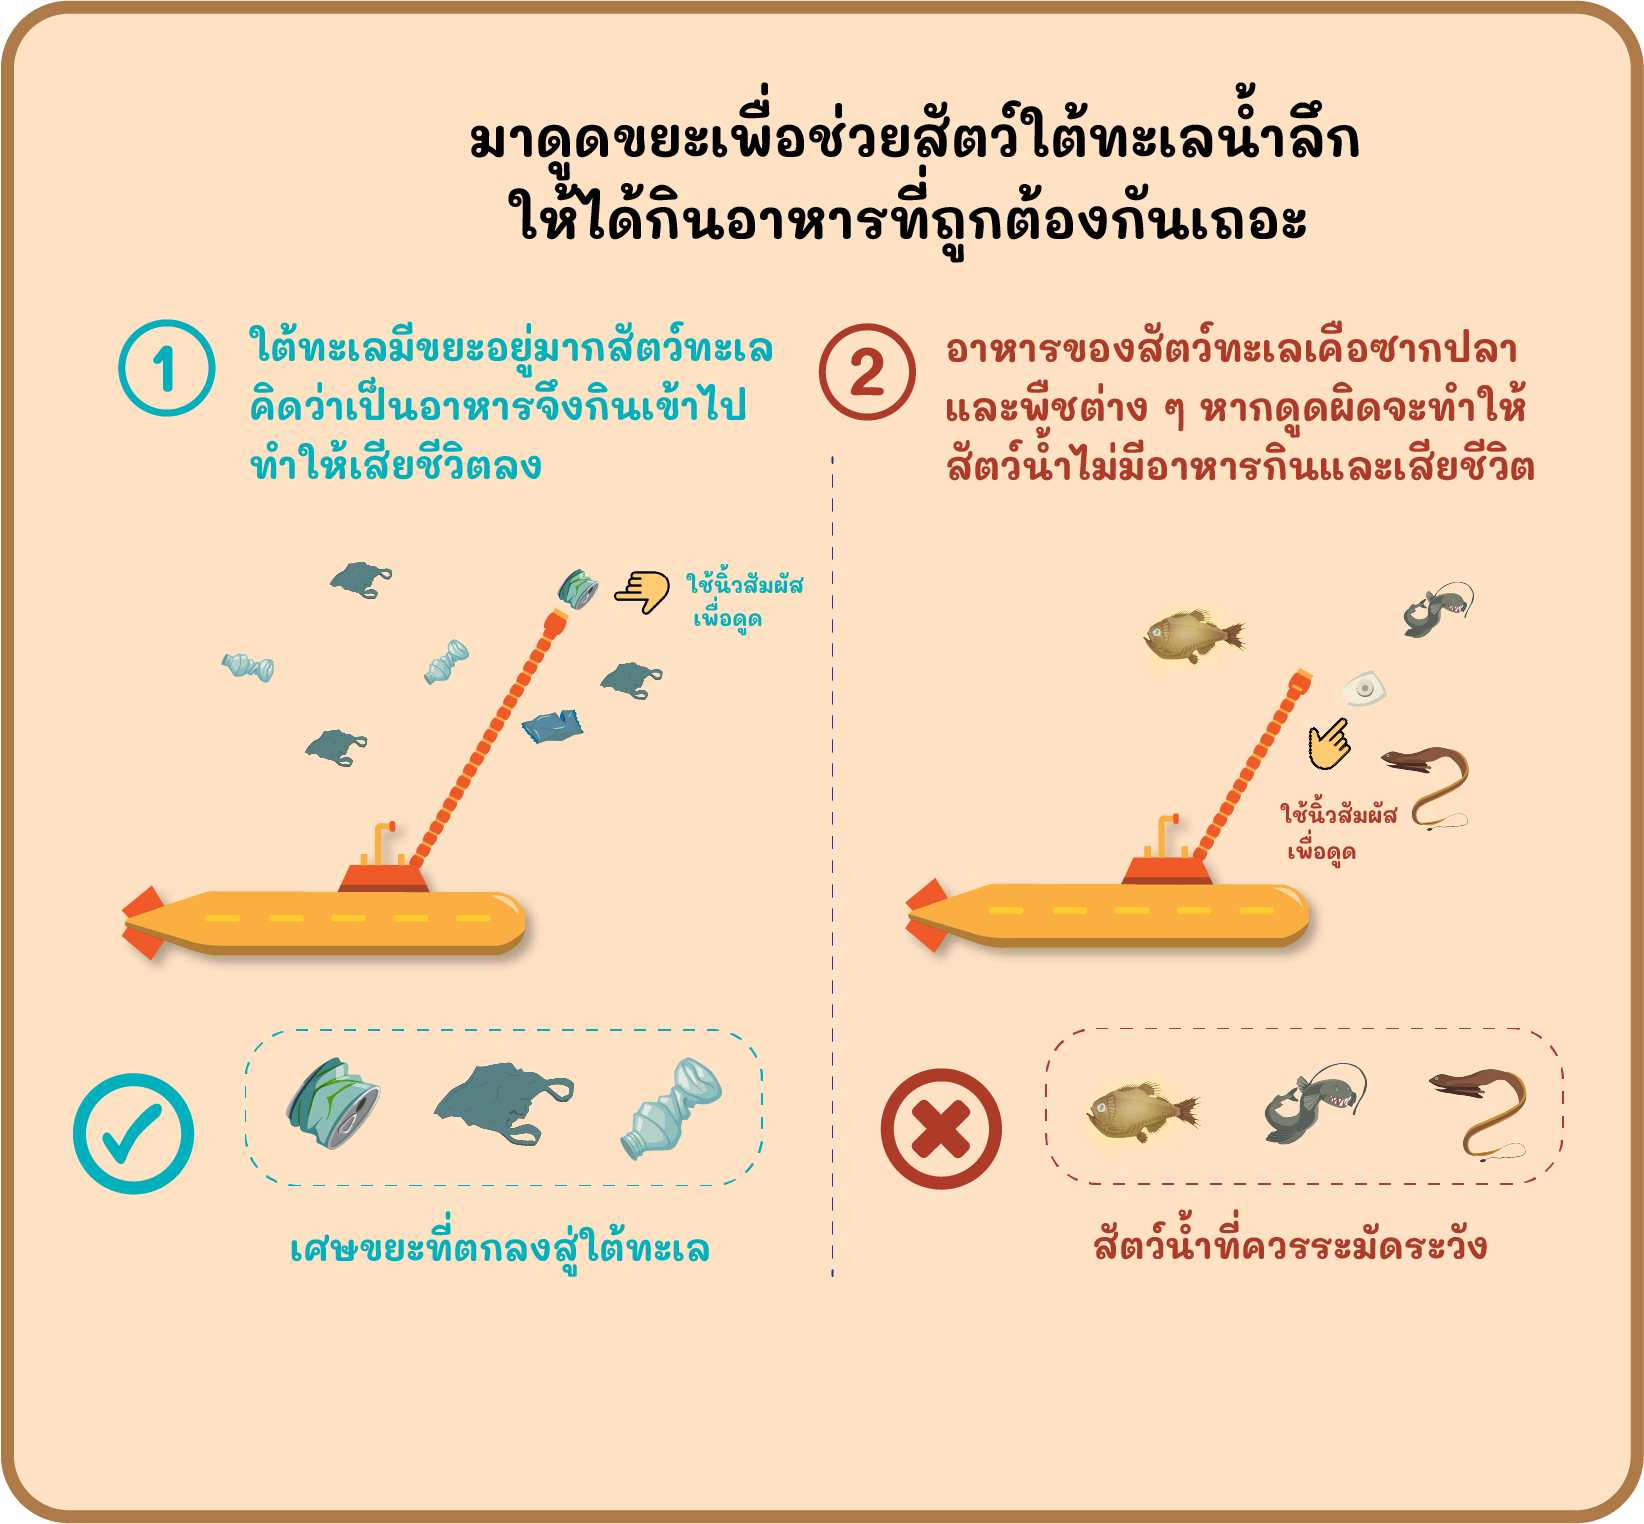 มาดูดขยะเพื่อช่วยสัตว์ใต้ทะเลน้ำลึก
ให้ได้กินอาหารที่ถูกต้องกันเถอะ
1
ใต้ทะเลมีขยะอยู่มากสัตว์ทะเล
คิดว่าเป็นอาหารจึงกินเข้าไป
ทำให้เสียชีวิตลง
ใช้นิ้วสัมผัส
เพื่อดูด
เศษขยะที่ตกลงสู่ใต้ทะเล
2
อาหารของสัตว์ทะเลเคือซากปลา
และพืชต่าง ๆ หากดูดผิดจะทำให้
สัตว์น้ำไม่มีอาหารกินและเสียชีวิต
ใช้นิ้วสัมผัส
เพื่อดูด
สัตว์น้ำที่ควรระมัดระวัง